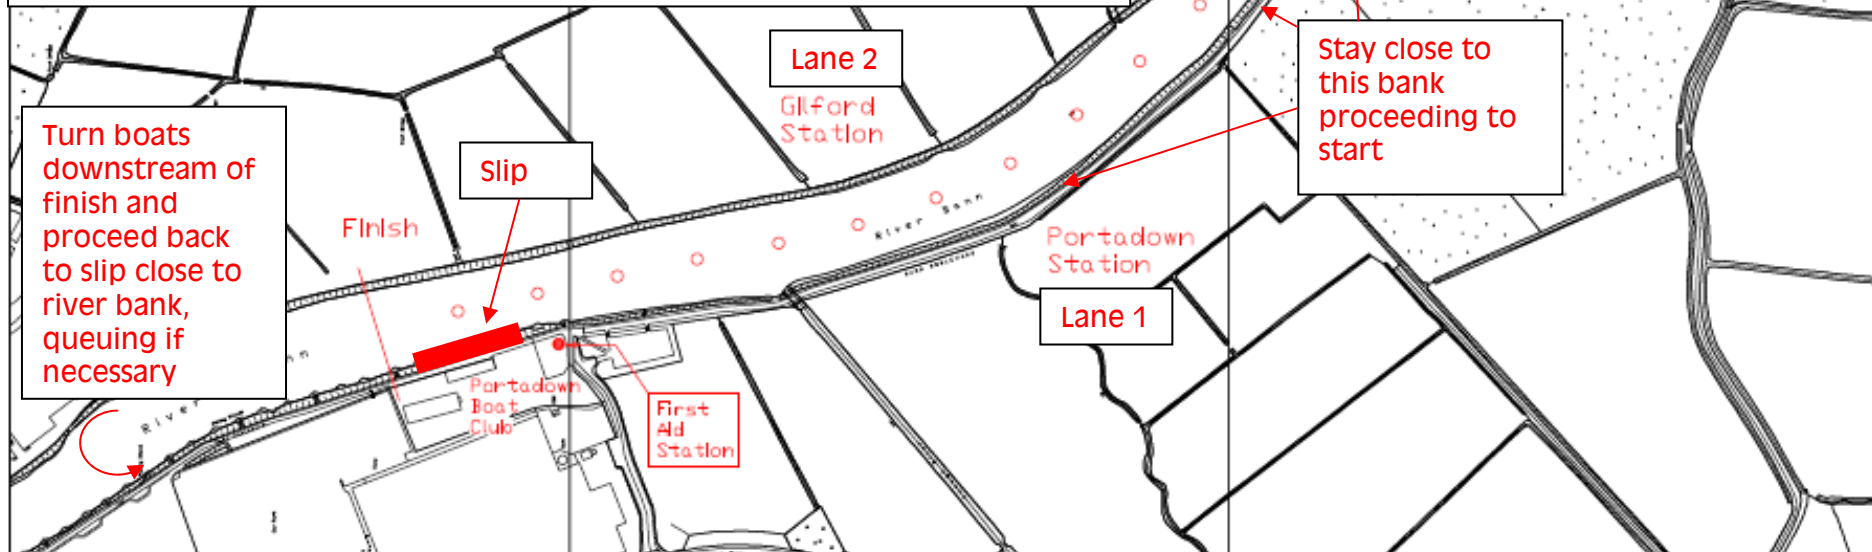 Lane 2
Gilford
Station
Stay close to
this bank
proceeding to
start
Turn boats
downstream of
finish and
proceed back
to slip close to
river bank,
queuing if
necessary
Slip
Finish
River Bann
Portadown
Station
Lane 1
River
nn
Portadown
Boat
Club
First
Aid
Station